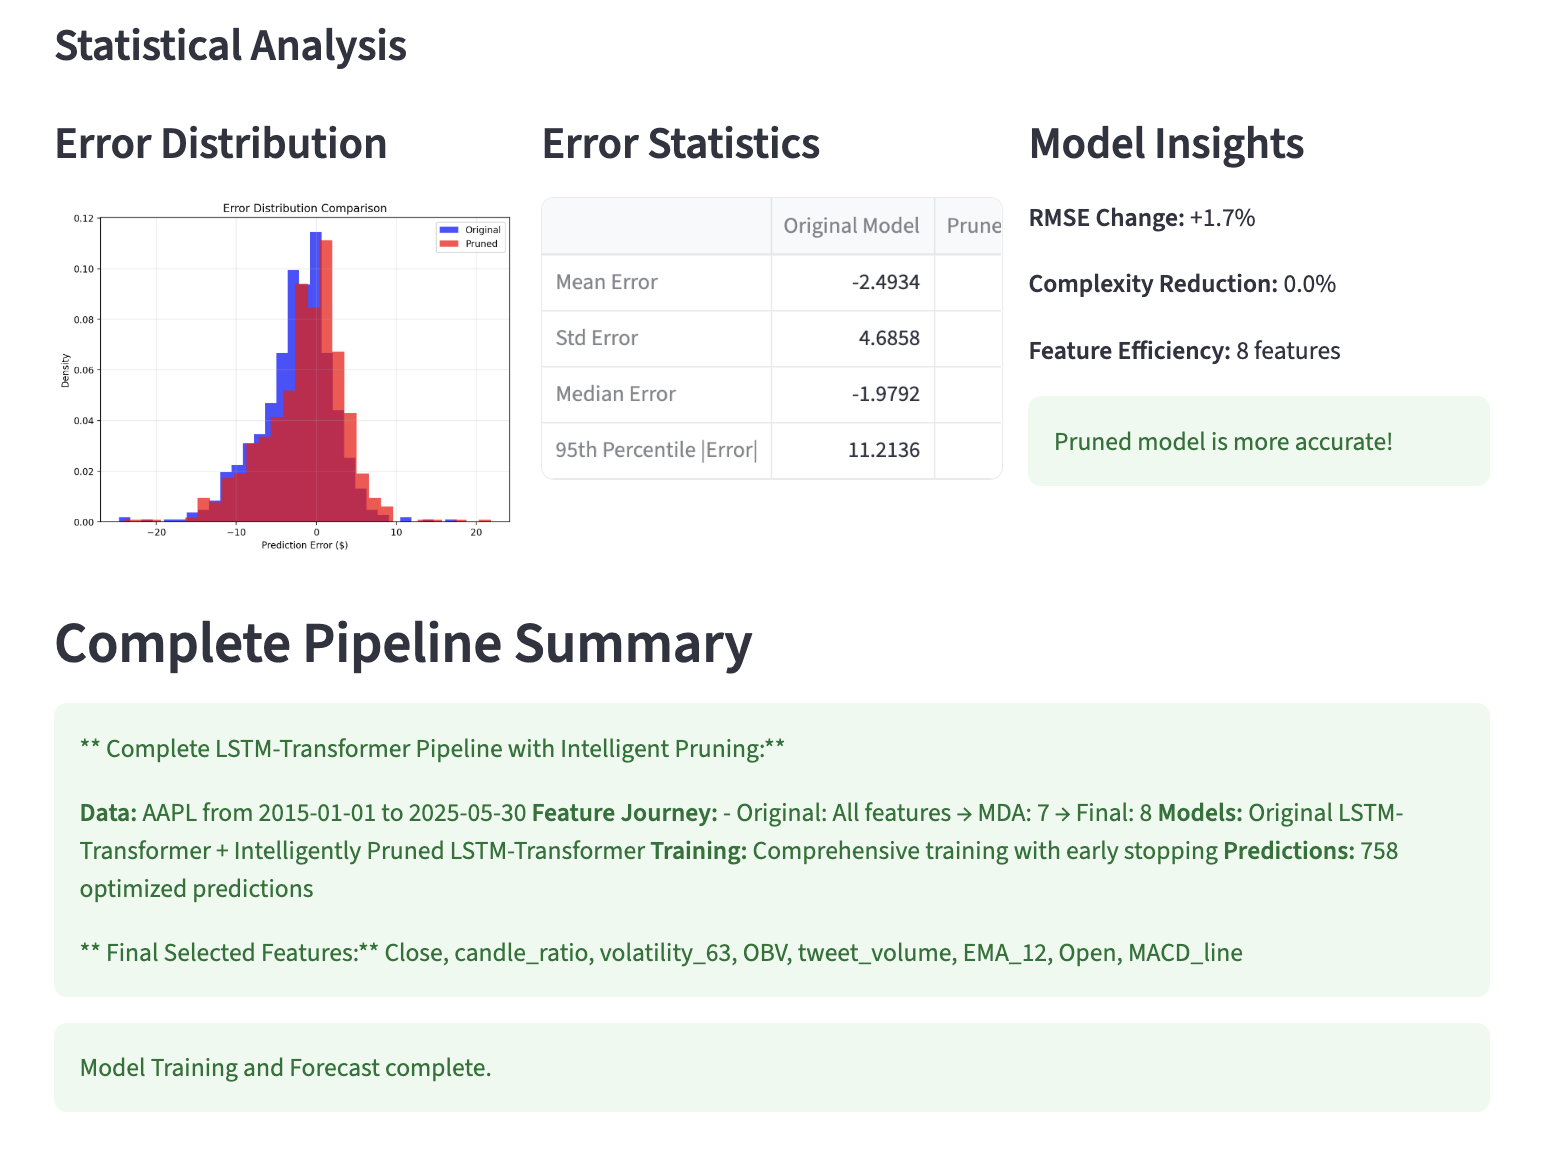 Statistical Analysis
Error Distribution
Error Distribution Comparison
Original
Pruned
0.12
0.10
0.08
0.06
0.04
0.02
0.00
Density
−20
−10
0
10
20
Prediction Error ($)
Error Statistics
Original Model Prune
Mean Error -2.4934
Std Error 4.6858
Median Error -1.9792
95th Percentile |Error| 11.2136
Model Insights
RMSE Change: +1.7%
Complexity Reduction: 0.0%
Feature Efficiency: 8 features
Pruned model is more accurate!
Complete Pipeline Summary
** Complete LSTM-Transformer Pipeline with Intelligent Pruning:**
Data: AAPL from 2015-01-01 to 2025-05-30 Feature Journey: - Original: All features → MDA: 7 → Final: 8 Models: Original LSTM-
Transformer + Intelligently Pruned LSTM-Transformer Training: Comprehensive training with early stopping Predictions: 758
optimized predictions
** Final Selected Features:** Close, candle_ratio, volatility_63, OBV, tweet_volume, EMA_12, Open, MACD_line
Model Training and Forecast complete.